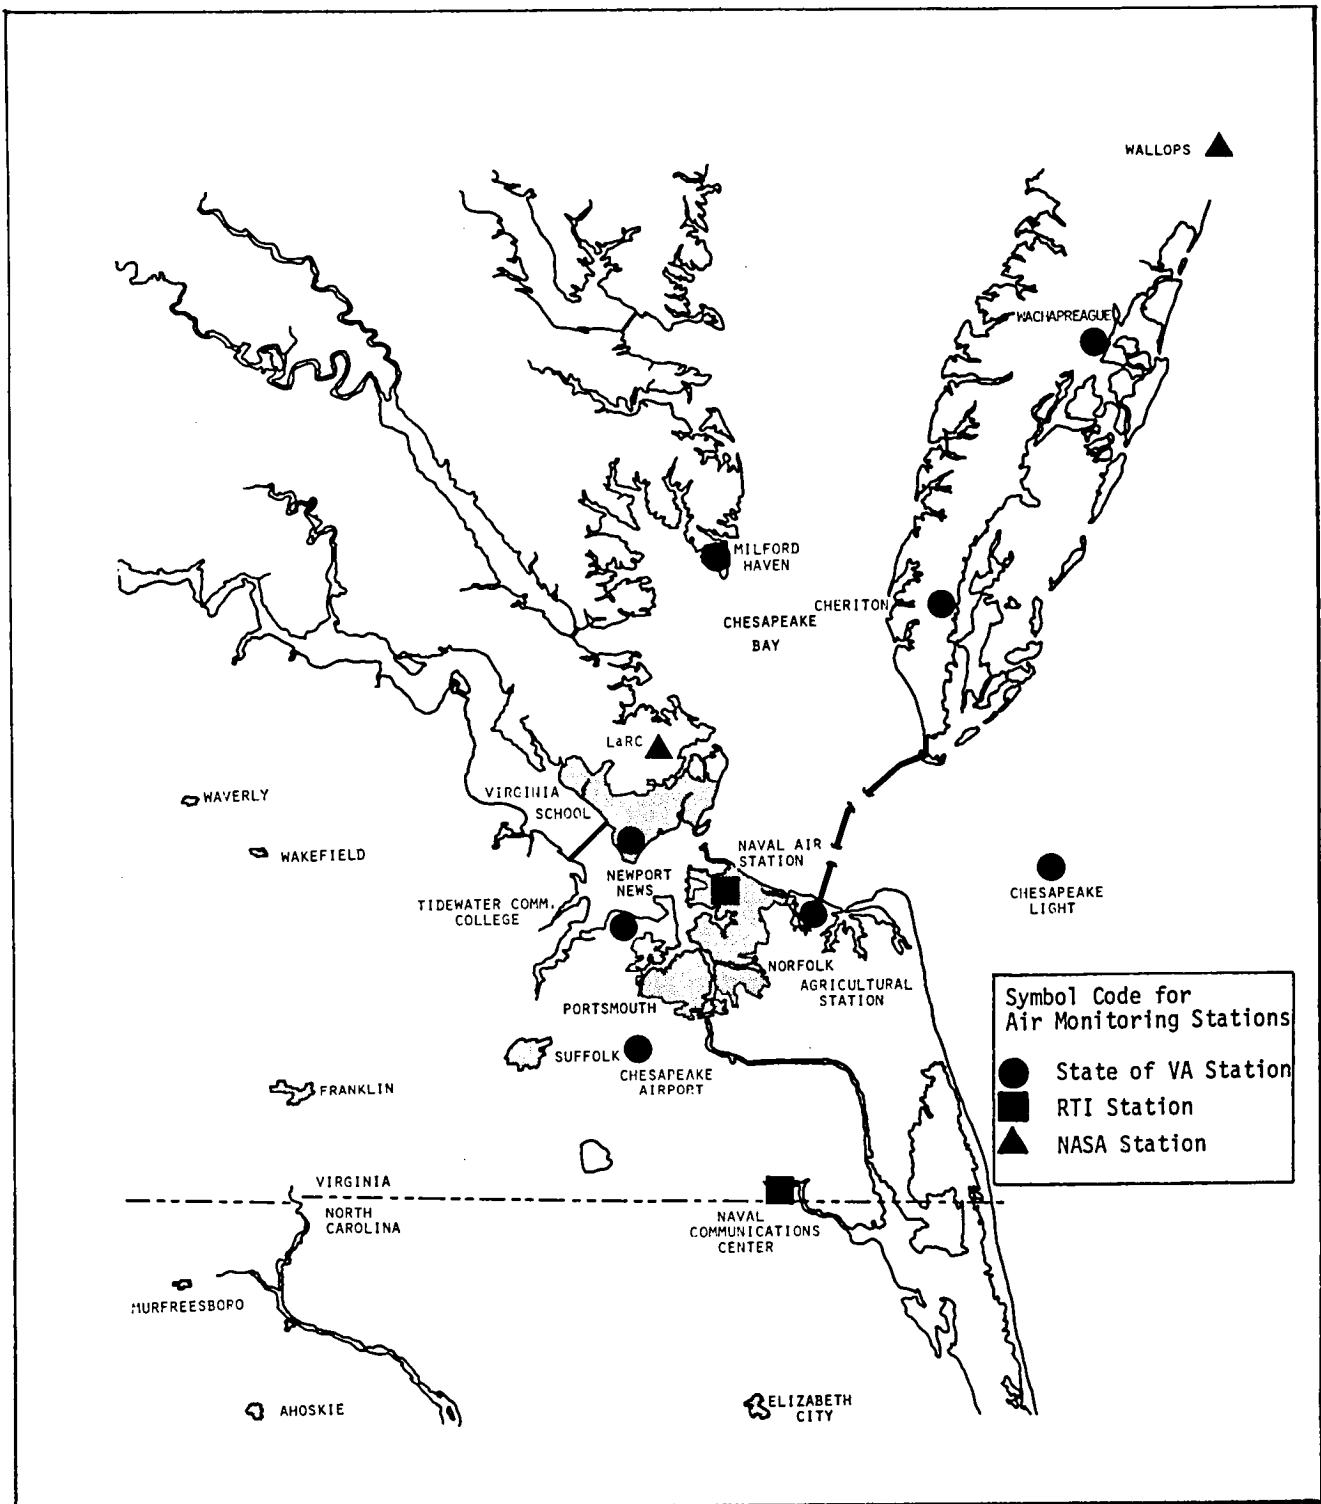 WALLOPS
WACHAPREAGUE
MILFORD
HAVEN
CHERITON
CHESAPEAKE
BAY
LaRC
VIRGINIA
SCHOOL
WAVERLY
WAKEFIELD
NAVAL AIR
STATION
NEWPORT
NEWS
CHESAPEAKE
LIGHT
TIDEWATER COMM.
COLLEGE
NORFOLK
AGRICULTURAL
STATION
PORTSMOUTH
SUFFOLK
CHESAPEAKE
AIRPORT
FRANKLIN
Symbol Code for
Air Monitoring Stations
State of VA Station
RTI Station
NASA Station
VIRGINIA
NORTH
CAROLINA
NAVAL
COMMUNICATIONS
CENTER
MURFREESBORO
AHOSKIE
ELIZABETH
CITY